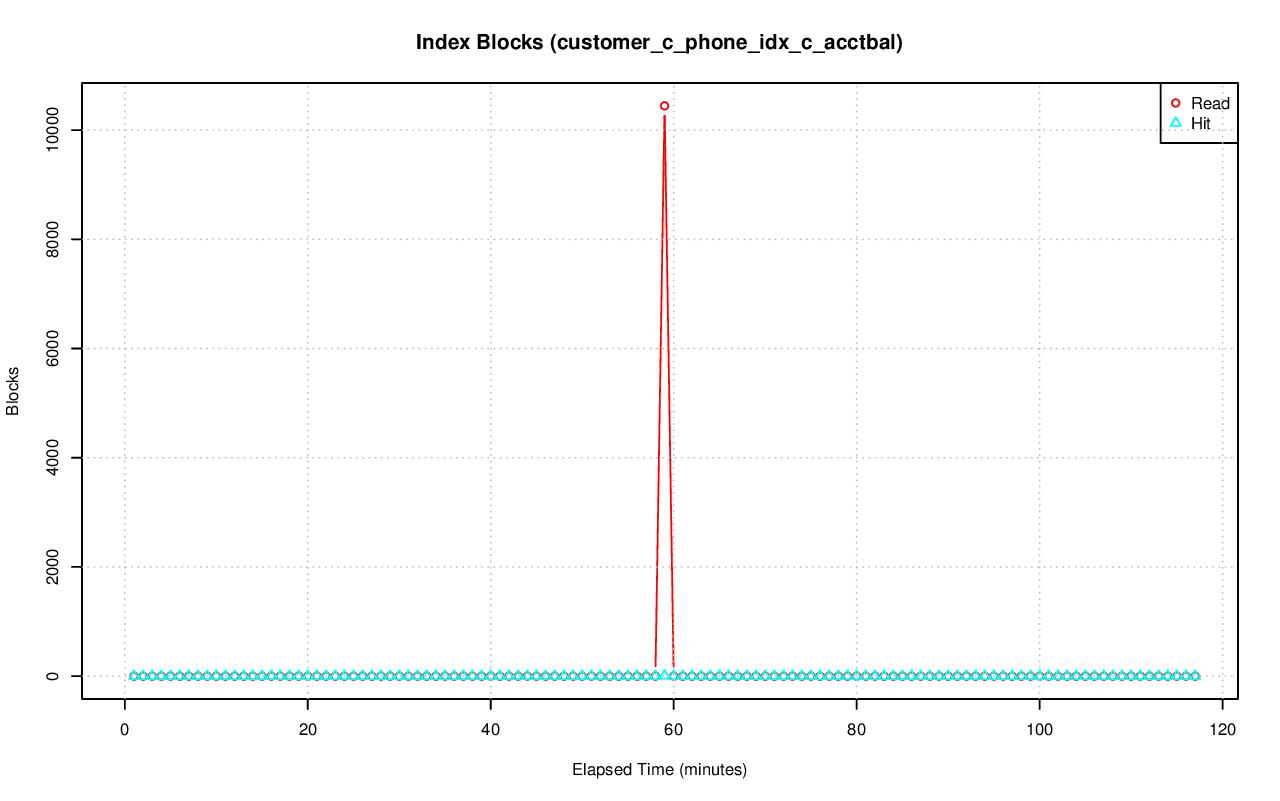 Index Blocks (customer_c_phone_idx_c_acctbal)
Read
Hit
10000
8000
6000
4000
2000
0
Blocks
0 20 40 60 80 100 120
Elapsed Time (minutes)